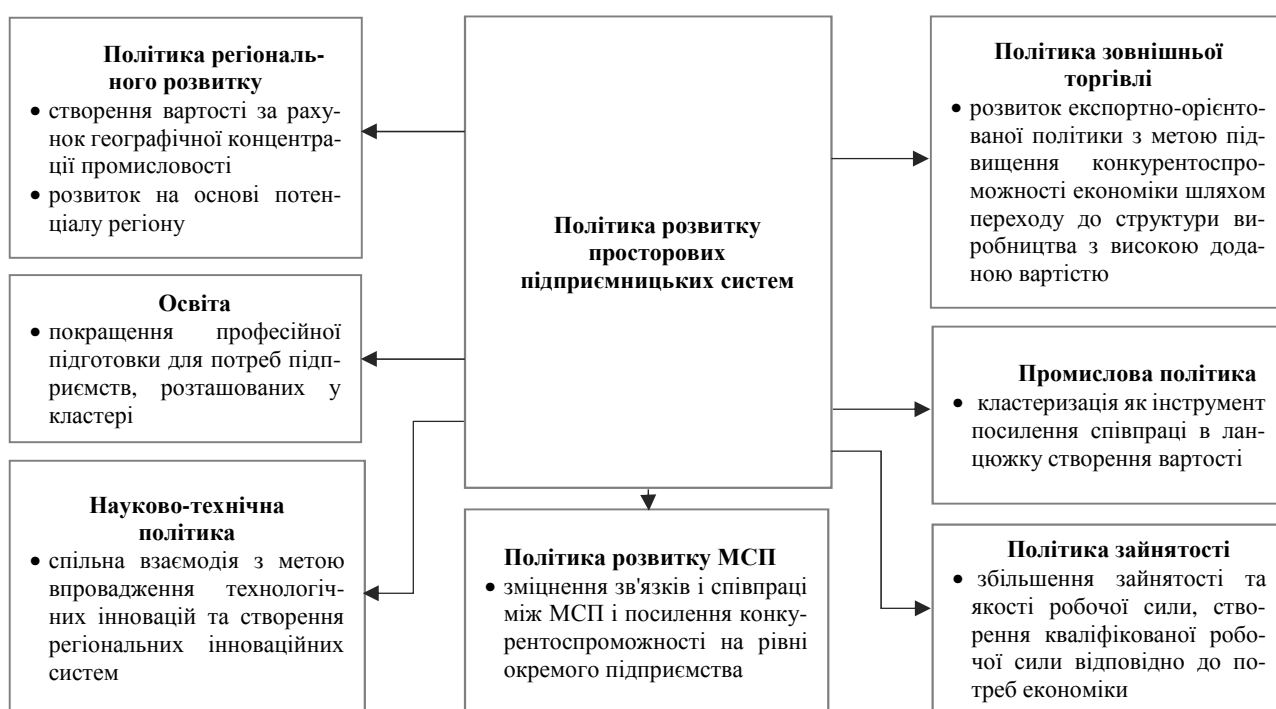 Політика регіональ-
ного розвитку
• створення вартості за раху-
нок географічної концентра-
ції промисловості
• розвиток на основі потен-
ціалу регіону
Освіта
• покращення професійної
підготовки для потреб підп-
риємств, розташованих у
кластері
Науково-технічна
політика
• спільна взаємодія з метою
впровадження технологіч-
них інновацій та створення
регіональних інноваційних
систем
Політика розвитку
просторових
підприємницьких систем
Політика розвитку МСП
• зміцнення зв'язків і співпраці
між МСП і посилення конку-
рентоспроможності на рівні
окремого підприємства
Політика зовнішньої
торгівлі
• розвиток експортно-орієнто-
ваної політики з метою під-
вищення конкурентоспро-
можності економіки шляхом
переходу до структури ви-
робництва з високою дода-
ною вартістю
Промислова політика
• кластеризація як інструмент
посилення співпраці в лан-
цюжку створення вартості
Політика зайнятості
• збільшення зайнятості та
якості робочої сили, ство-
рення кваліфікованої робо-
чої сили відповідно до по-
треб економіки